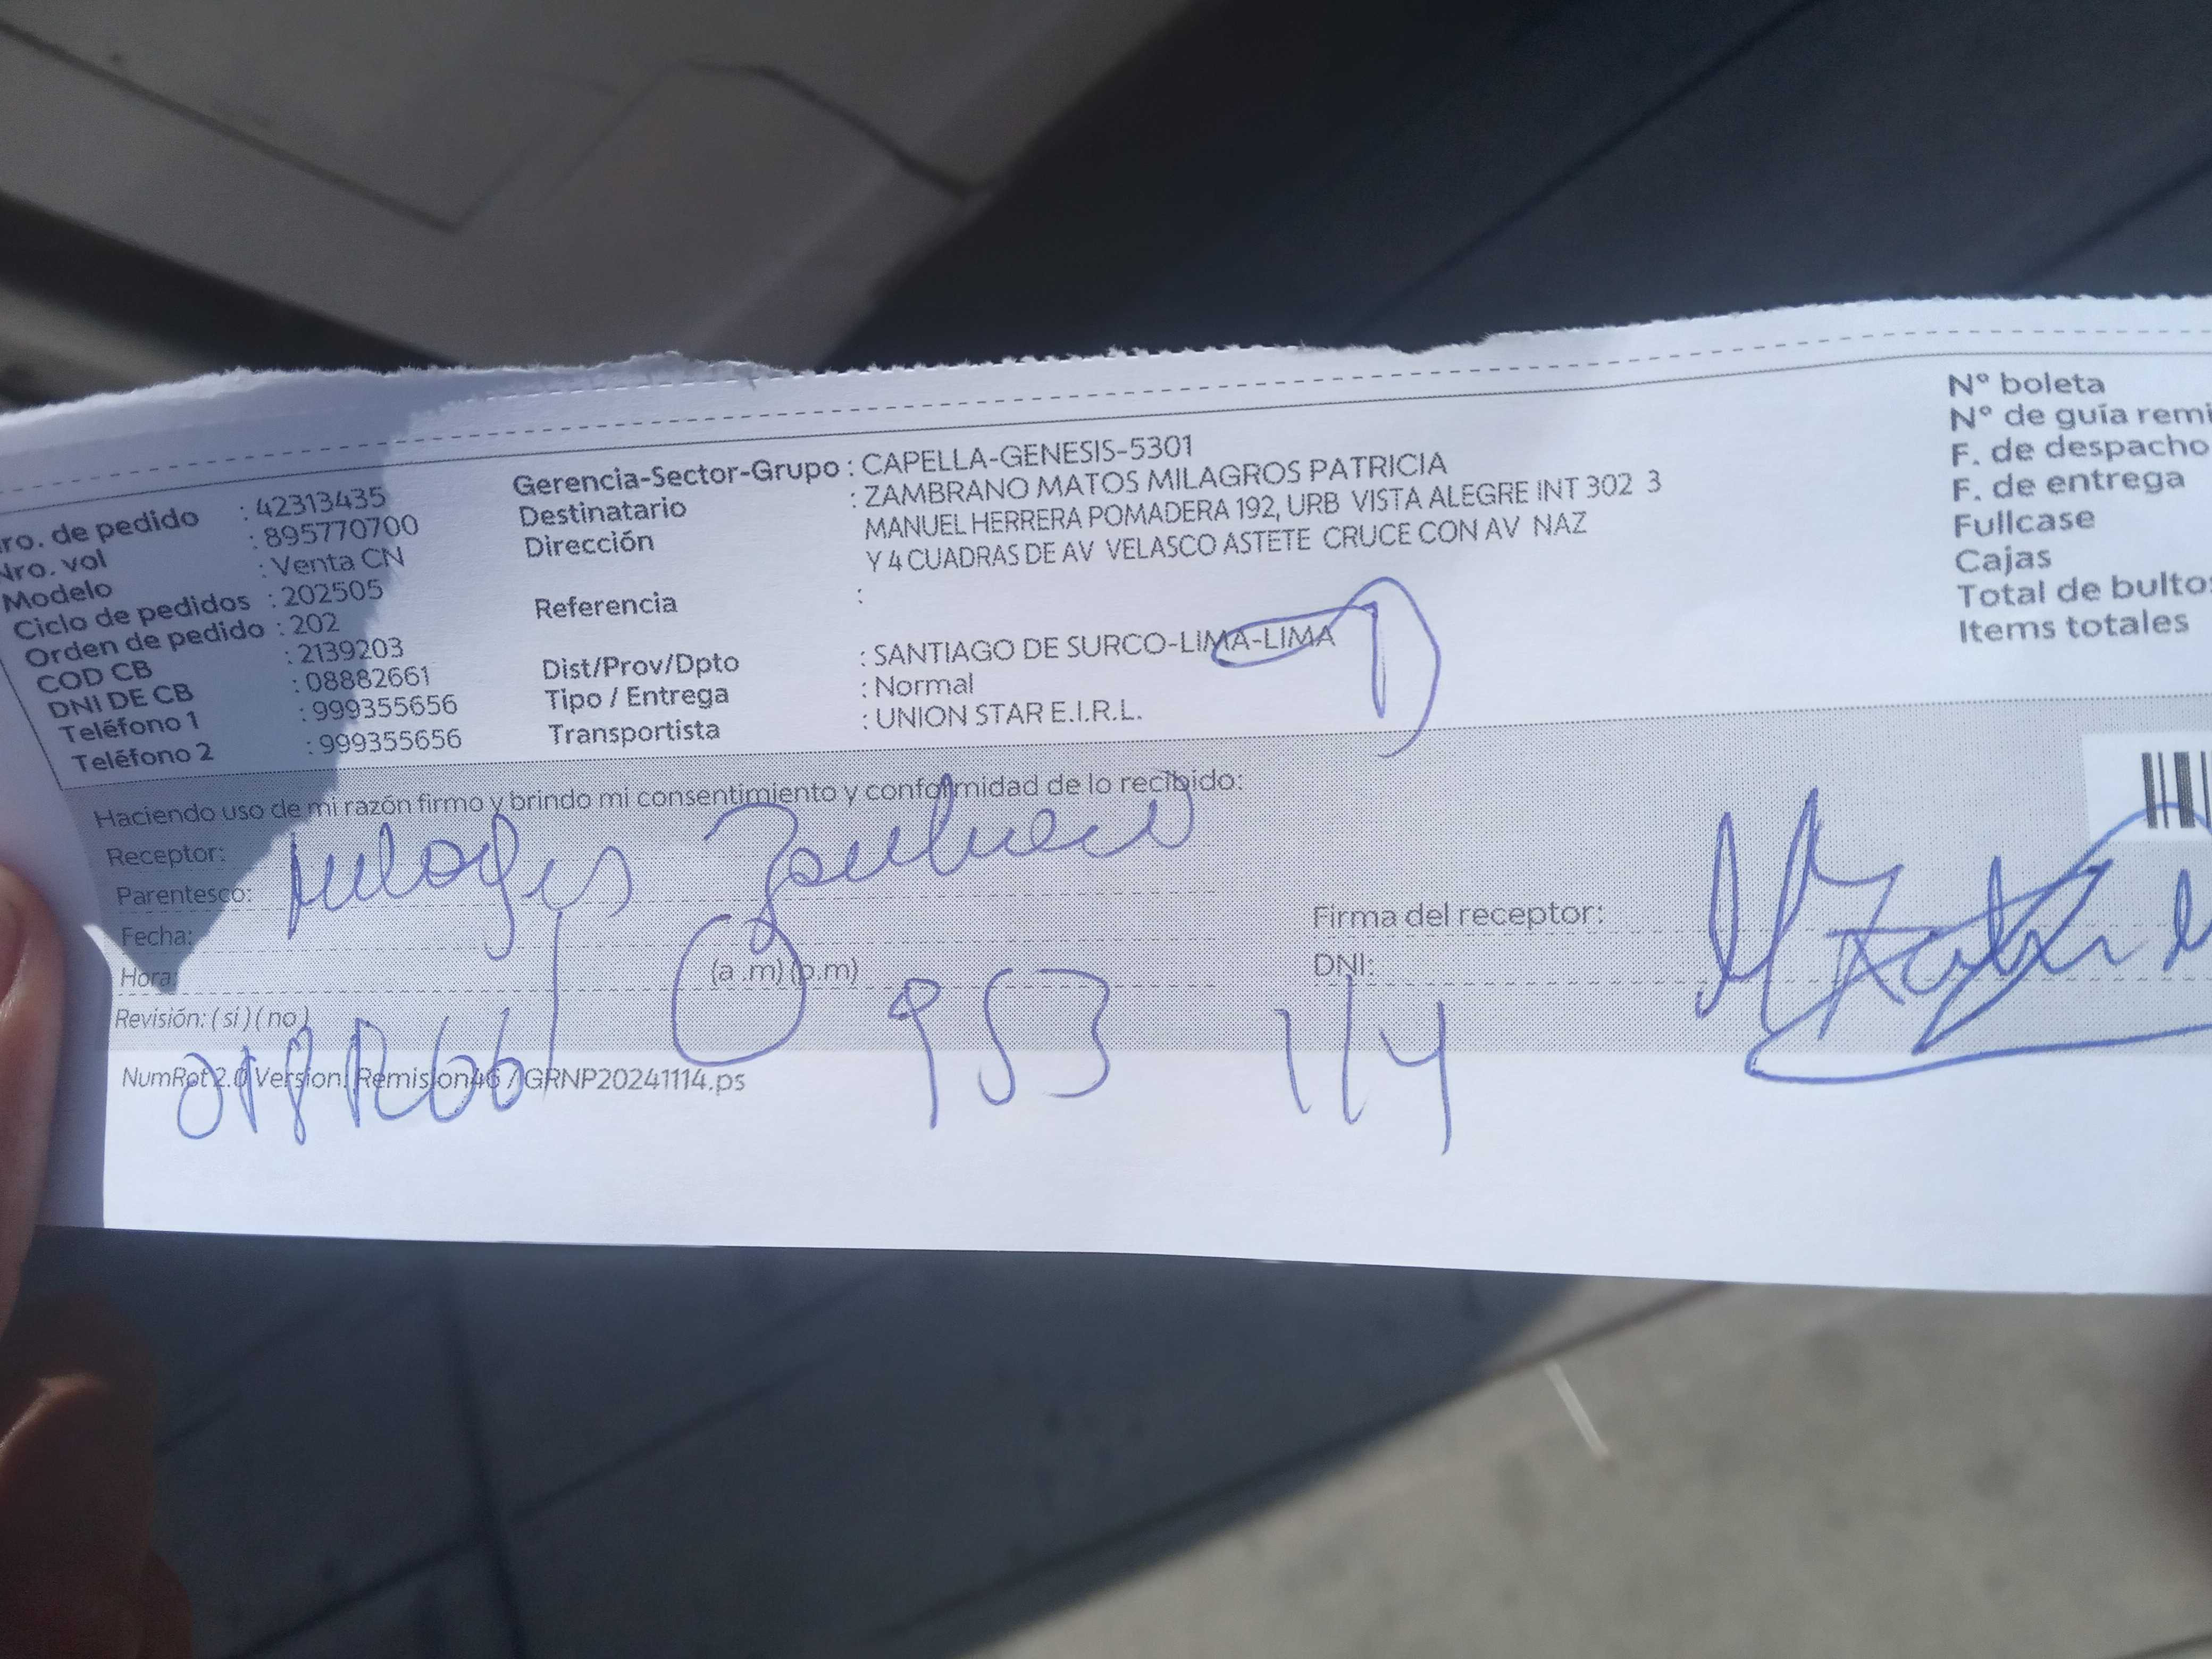 ro. de pedido : 42313435
Nro. vol : 895770700
Modelo : Venta CN
Ciclo de pedidos : 202505
Orden de pedido : 202
COD CB : 2139203
DNI DE CB : 08882661
Teléfono 1 : 999355656
Teléfono 2 : 999355656
Gerencia-Sector-Grupo : CAPELLA-GENESIS-5301
Destinatario : ZAMBRANO MATOS MILAGROS PATRICIA
Dirección MANUEL HERRERA POMADERA 192, URB VISTA ALEGRE INT 302 3
Y 4 CUADRAS DE AV VELASCO ASTETE CRUCE CON AV NAZ
Referencia :
Dist/Prov/Dpto : SANTIAGO DE SURCO-LIMA-LIMA
Tipo / Entrega : Normal
Transportista : UNION STAR E.I.R.L.
N° boleta
N° de guía remi
F. de despacho
F. de entrega
Fullcase
Cajas
Total de bulto
Items totales
Haciendo uso de mi razón firmo y brindo mi consentimiento y conformidad de lo recibido:
Receptor:
Parentesco:
Fecha:
Hora: (a.m) (p.m)
Revisión: ( si ) ( no )
Firma del receptor:
DNI:
953 1/4
NumRot 2.0 Version: Remision46 / GRNP20241114.ps